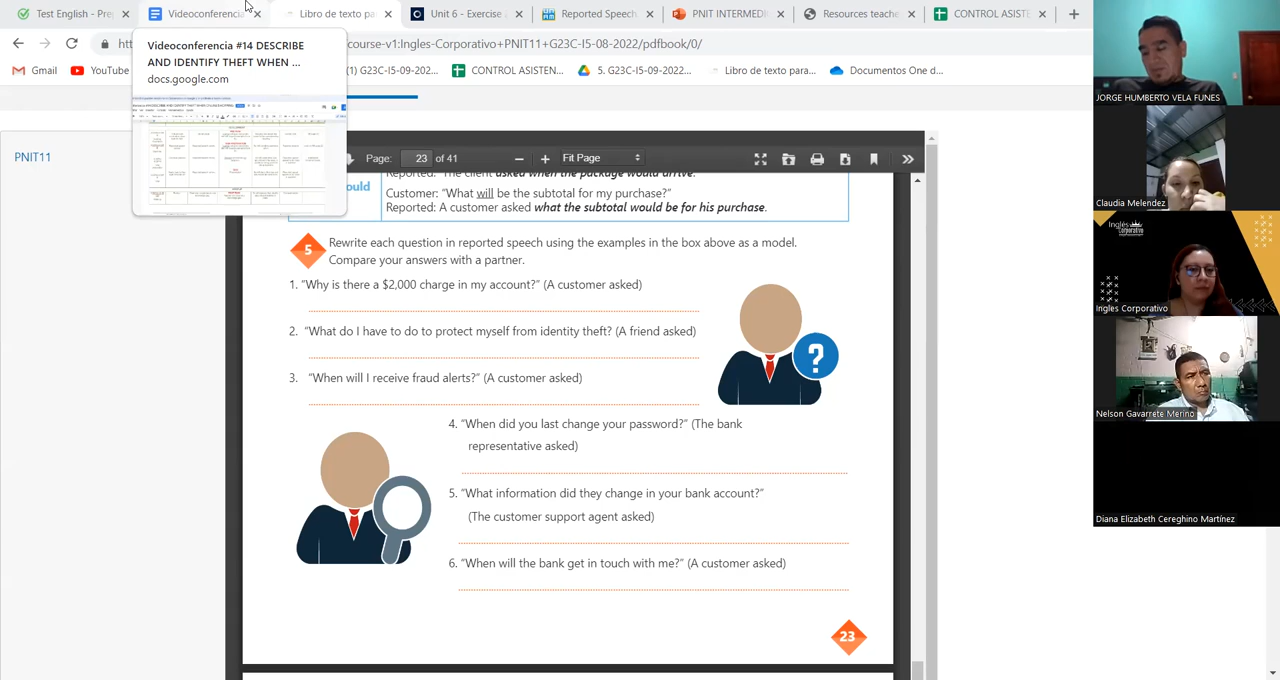 Test English - Prep
Videoconferencia
Libro de texto pa
Unit 6 - Exercise
Reported Speech
PNIT INTERMEDI
Resources teache
CONTROL ASISTE
htt
course-v1:Ingles-Corporativo+PNIT11+G23C-I5-08-2022/pdfbook/0/
Videoconferencia #14 DESCRIBE
AND IDENTIFY THEFT WHEN ...
docs.google.com
Gmail
YouTube
(1) G23C-I5-09-2022...
CONTROL ASISTEN...
5. G23C-I5-09-2022...
Libro de texto para...
Documentos One d...
PNIT11
Page: 23 of 41
Fit Page
Reported: The client asked when the package would arrive.
ould
Customer: "What will be the subtotal for my purchase?"
Reported: A customer asked what the subtotal would be for his purchase.
5
Rewrite each question in reported speech using the examples in the box above as a model.
Compare your answers with a partner.
1. "Why is there a $2,000 charge in my account?" (A customer asked)
2. "What do I have to do to protect myself from identity theft? (A friend asked)
3. "When will I receive fraud alerts?" (A customer asked)
4. "When did you last change your password?" (The bank
representative asked)
5. "What information did they change in your bank account?"
(The customer support agent asked)
6. "When will the bank get in touch with me?" (A customer asked)
23
JORGE HUMBERTO VELA FUNES
Claudia Melendez
Inglés
Corporativo
Ingles Corporativo
Nelson Gavarrete Merino
Diana Elizabeth Cereghino Martínez